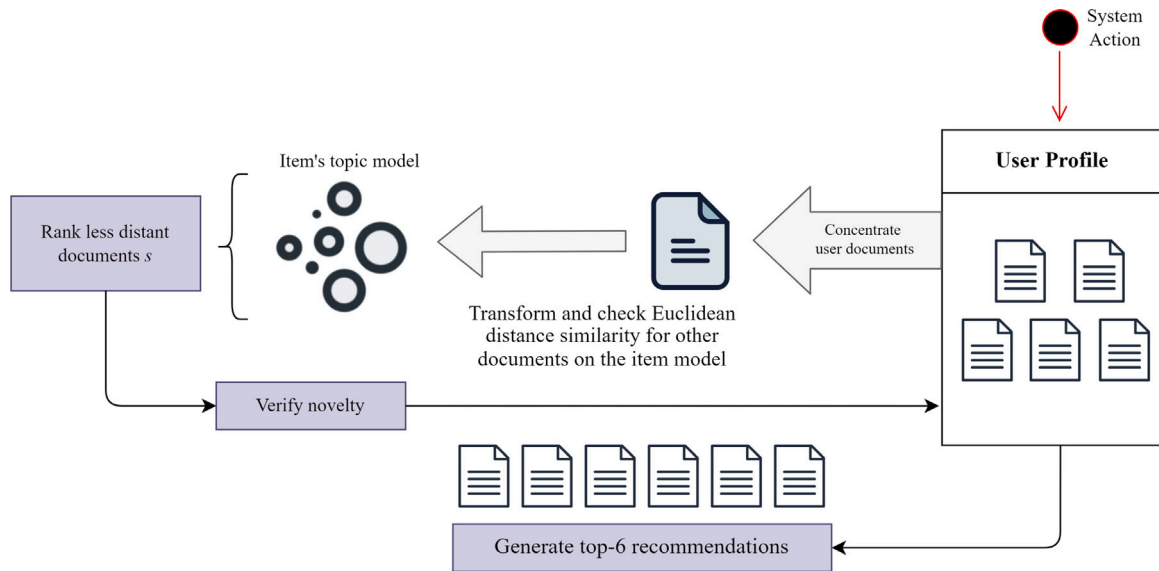 System
Action
User Profile
Item's topic model
Concentrate
user documents
Rank less distant
documents s
Transform and check Euclidean
distance similarity for other
documents on the item model
Verify novelty
Generate top-6 recommendations